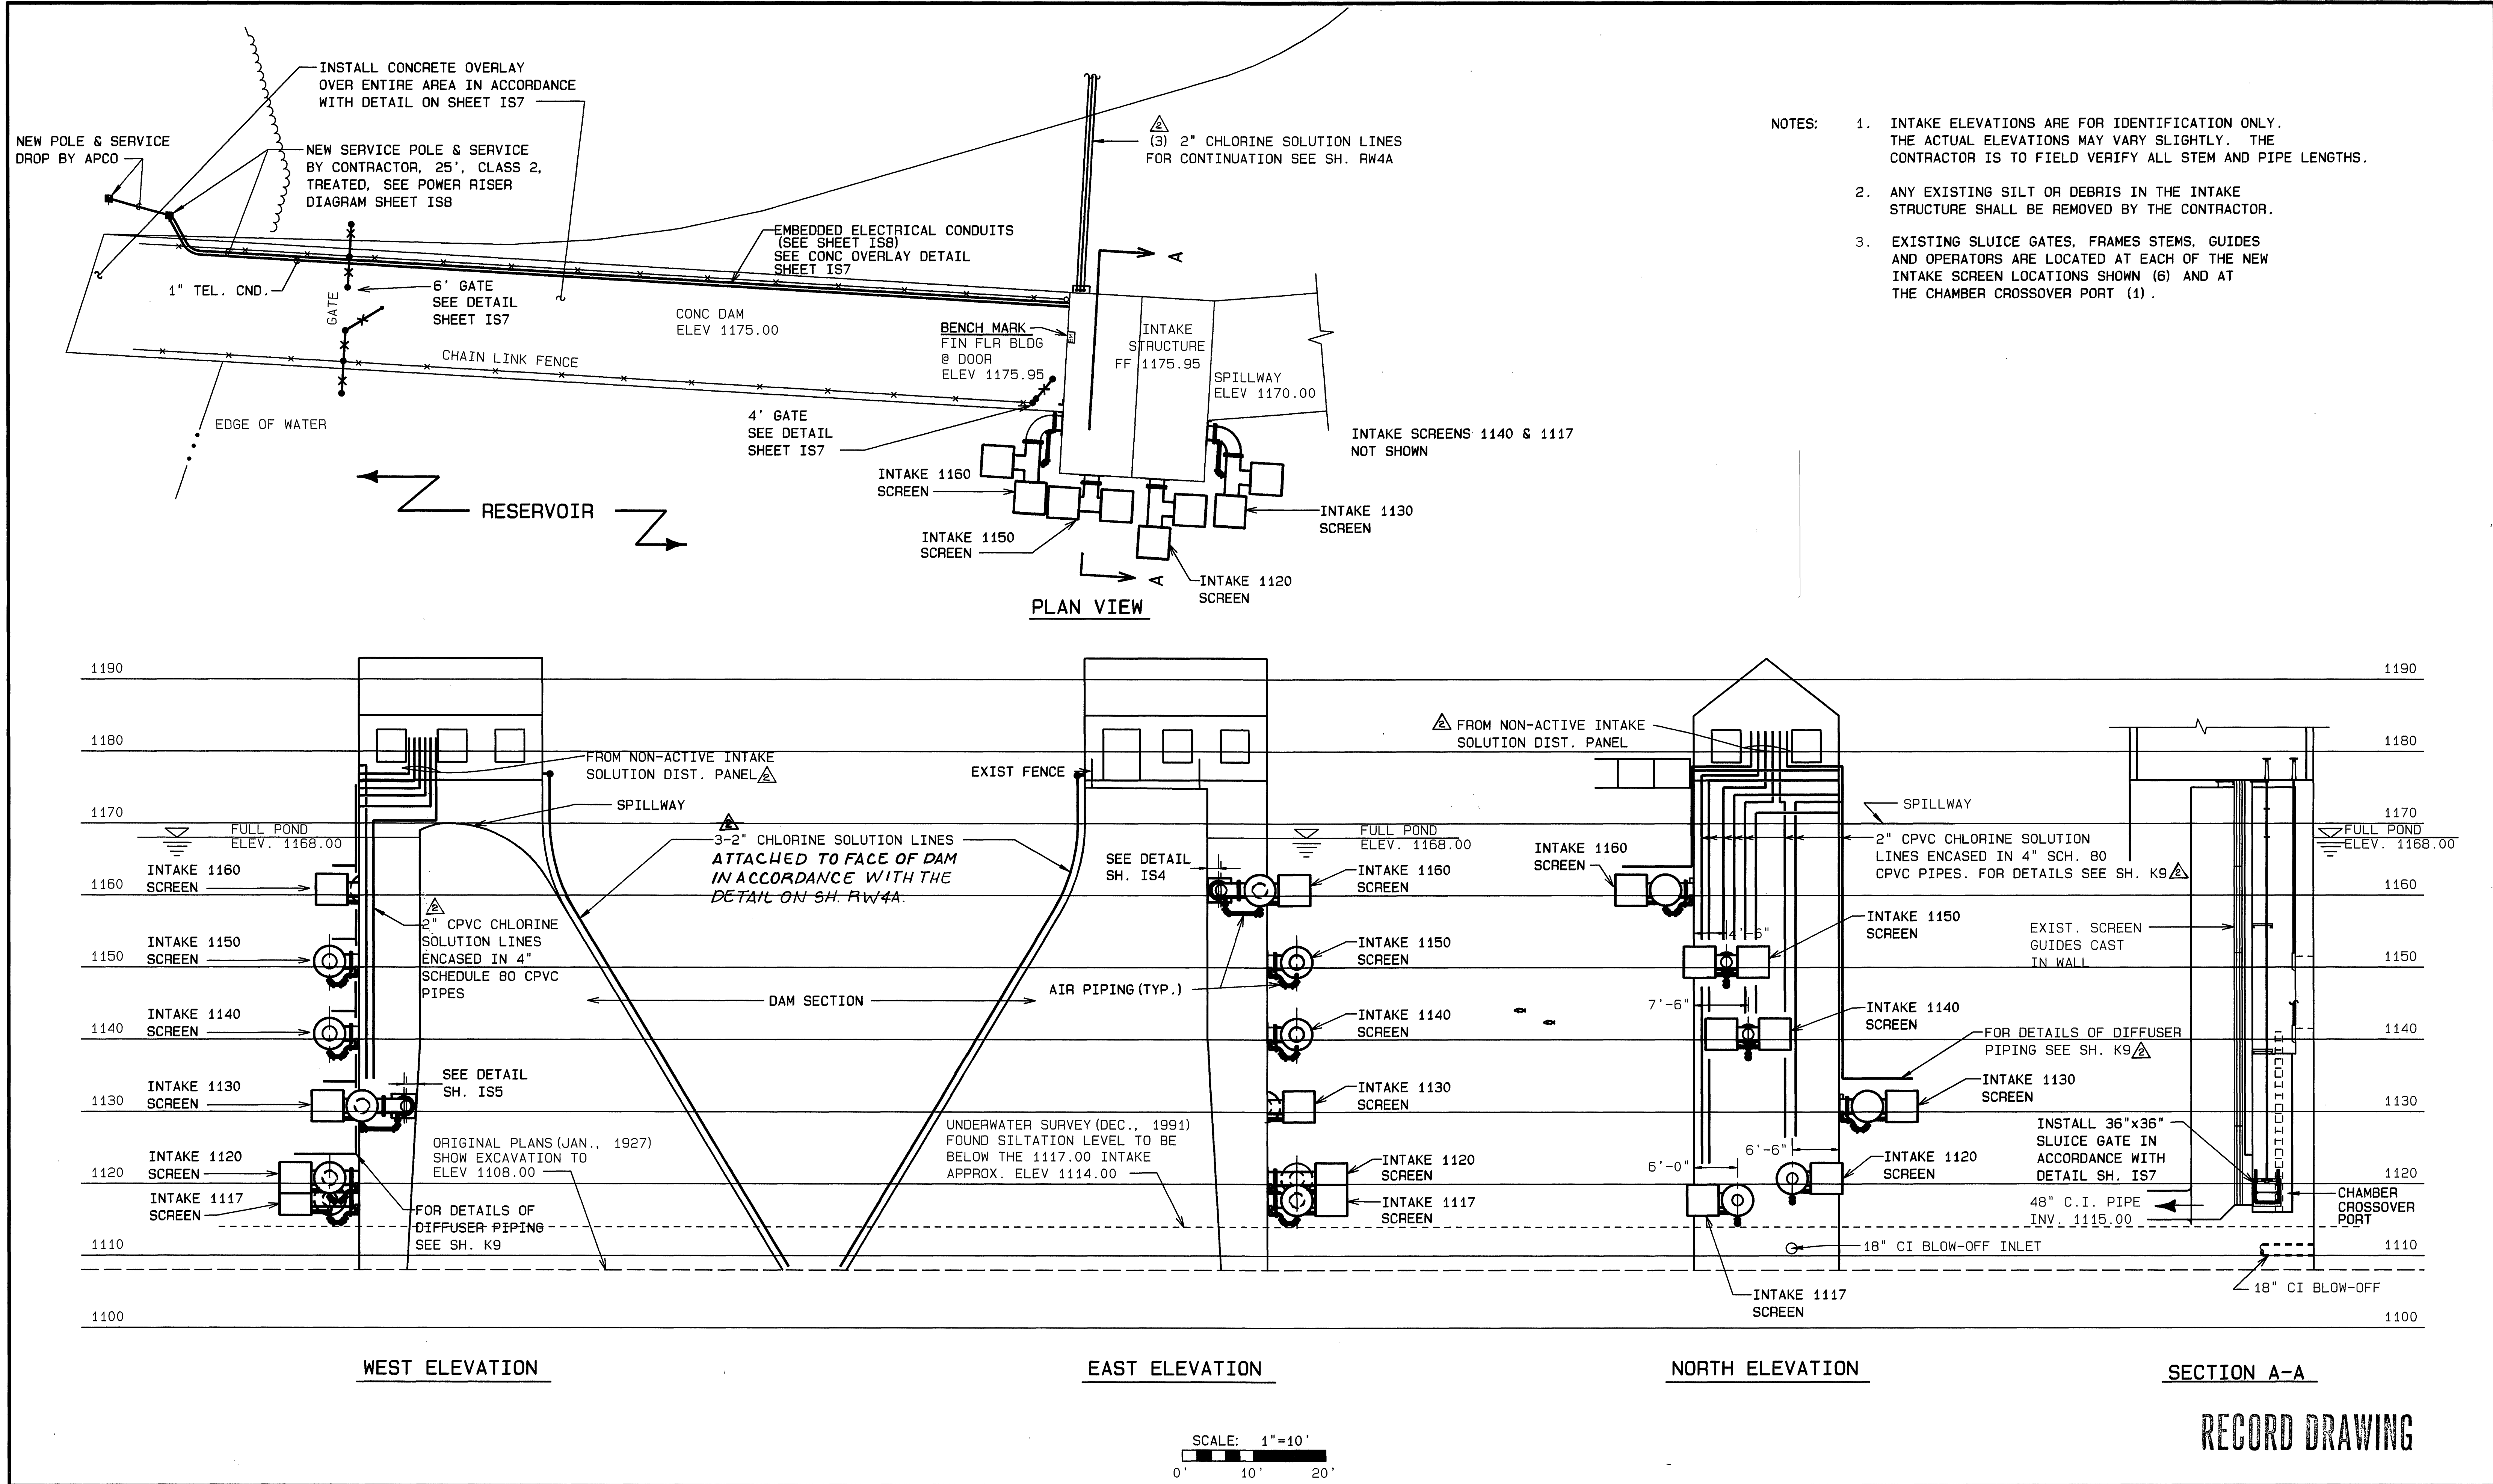 INSTALL CONCRETE OVERLAY
OVER ENTIRE AREA IN ACCORDANCE
WITH DETAIL ON SHEET IS7
NEW POLE & SERVICE
DROP BY APCO
NEW SERVICE POLE & SERVICE
BY CONTRACTOR, 25', CLASS 2,
TREATED, SEE POWER RISER
DIAGRAM SHEET IS8
1" TEL. CND.
GATE
6' GATE
SEE DETAIL
SHEET IS7
EMBEDDED ELECTRICAL CONDUITS
(SEE SHEET IS8)
SEE CONC OVERLAY DETAIL
SHEET IS7
2
(3) 2" CHLORINE SOLUTION LINES
FOR CONTINUATION SEE SH. RW4A
A
CONC DAM
ELEV 1175.00
CHAIN LINK FENCE
BENCH MARK
FIN FLR BLDG
@ DOOR
ELEV 1175.95
BM
INTAKE
STRUCTURE
FF 1175.95
SPILLWAY
ELEV 1170.00
EDGE OF WATER
4' GATE
SEE DETAIL
SHEET IS7
INTAKE SCREENS 1140 & 1117
NOT SHOWN
RESERVOIR
INTAKE 1160
SCREEN
INTAKE 1150
SCREEN
INTAKE 1130
SCREEN
INTAKE 1120
SCREEN
A
PLAN VIEW
NOTES:
1. INTAKE ELEVATIONS ARE FOR IDENTIFICATION ONLY.
THE ACTUAL ELEVATIONS MAY VARY SLIGHTLY. THE
CONTRACTOR IS TO FIELD VERIFY ALL STEM AND PIPE LENGTHS.
2. ANY EXISTING SILT OR DEBRIS IN THE INTAKE
STRUCTURE SHALL BE REMOVED BY THE CONTRACTOR.
3. EXISTING SLUICE GATES, FRAMES STEMS, GUIDES
AND OPERATORS ARE LOCATED AT EACH OF THE NEW
INTAKE SCREEN LOCATIONS SHOWN (6) AND AT
THE CHAMBER CROSSOVER PORT (1).
1190
1180
1170
1160
1150
1140
1130
1120
1110
1100
FROM NON-ACTIVE INTAKE
SOLUTION DIST. PANEL 2
SPILLWAY
FULL POND
ELEV. 1168.00
INTAKE 1160
SCREEN
2
2" CPVC CHLORINE
SOLUTION LINES
ENCASED IN 4"
SCHEDULE 80 CPVC
PIPES
INTAKE 1150
SCREEN
INTAKE 1140
SCREEN
INTAKE 1130
SCREEN
SEE DETAIL
SH. IS5
INTAKE 1120
SCREEN
INTAKE 1117
SCREEN
ORIGINAL PLANS (JAN., 1927)
SHOW EXCAVATION TO
ELEV 1108.00
FOR DETAILS OF
DIFFUSER PIPING
SEE SH. K9
WEST ELEVATION
2
3-2" CHLORINE SOLUTION LINES
ATTACHED TO FACE OF DAM
IN ACCORDANCE WITH THE
DETAIL ON SH. RW4A.
DAM SECTION
EXIST FENCE
SEE DETAIL
SH. IS4
FULL POND
ELEV. 1168.00
INTAKE 1160
SCREEN
INTAKE 1150
SCREEN
AIR PIPING (TYP.)
INTAKE 1140
SCREEN
INTAKE 1130
SCREEN
UNDERWATER SURVEY (DEC., 1991)
FOUND SILTATION LEVEL TO BE
BELOW THE 1117.00 INTAKE
APPROX. ELEV 1114.00
INTAKE 1120
SCREEN
INTAKE 1117
SCREEN
EAST ELEVATION
2 FROM NON-ACTIVE INTAKE
SOLUTION DIST. PANEL
SPILLWAY
INTAKE 1160
SCREEN
2" CPVC CHLORINE SOLUTION
LINES ENCASED IN 4" SCH. 80
CPVC PIPES. FOR DETAILS SEE SH. K9 2
4'-6"
INTAKE 1150
SCREEN
7'-6"
INTAKE 1140
SCREEN
FOR DETAILS OF DIFFUSER
PIPING SEE SH. K9 2
INTAKE 1130
SCREEN
6'-6"
6'-0"
INTAKE 1120
SCREEN
18" CI BLOW-OFF INLET
INTAKE 1117
SCREEN
NORTH ELEVATION
1190
1180
1170
1160
1150
1140
1130
1120
1110
1100
FULL POND
ELEV. 1168.00
EXIST. SCREEN
GUIDES CAST
IN WALL
INSTALL 36"x36"
SLUICE GATE IN
ACCORDANCE WITH
DETAIL SH. IS7
48" C.I. PIPE
INV. 1115.00
CHAMBER
CROSSOVER
PORT
18" CI BLOW-OFF
SECTION A-A
SCALE: 1"=10'
0' 10' 20'
RECORD DRAWING